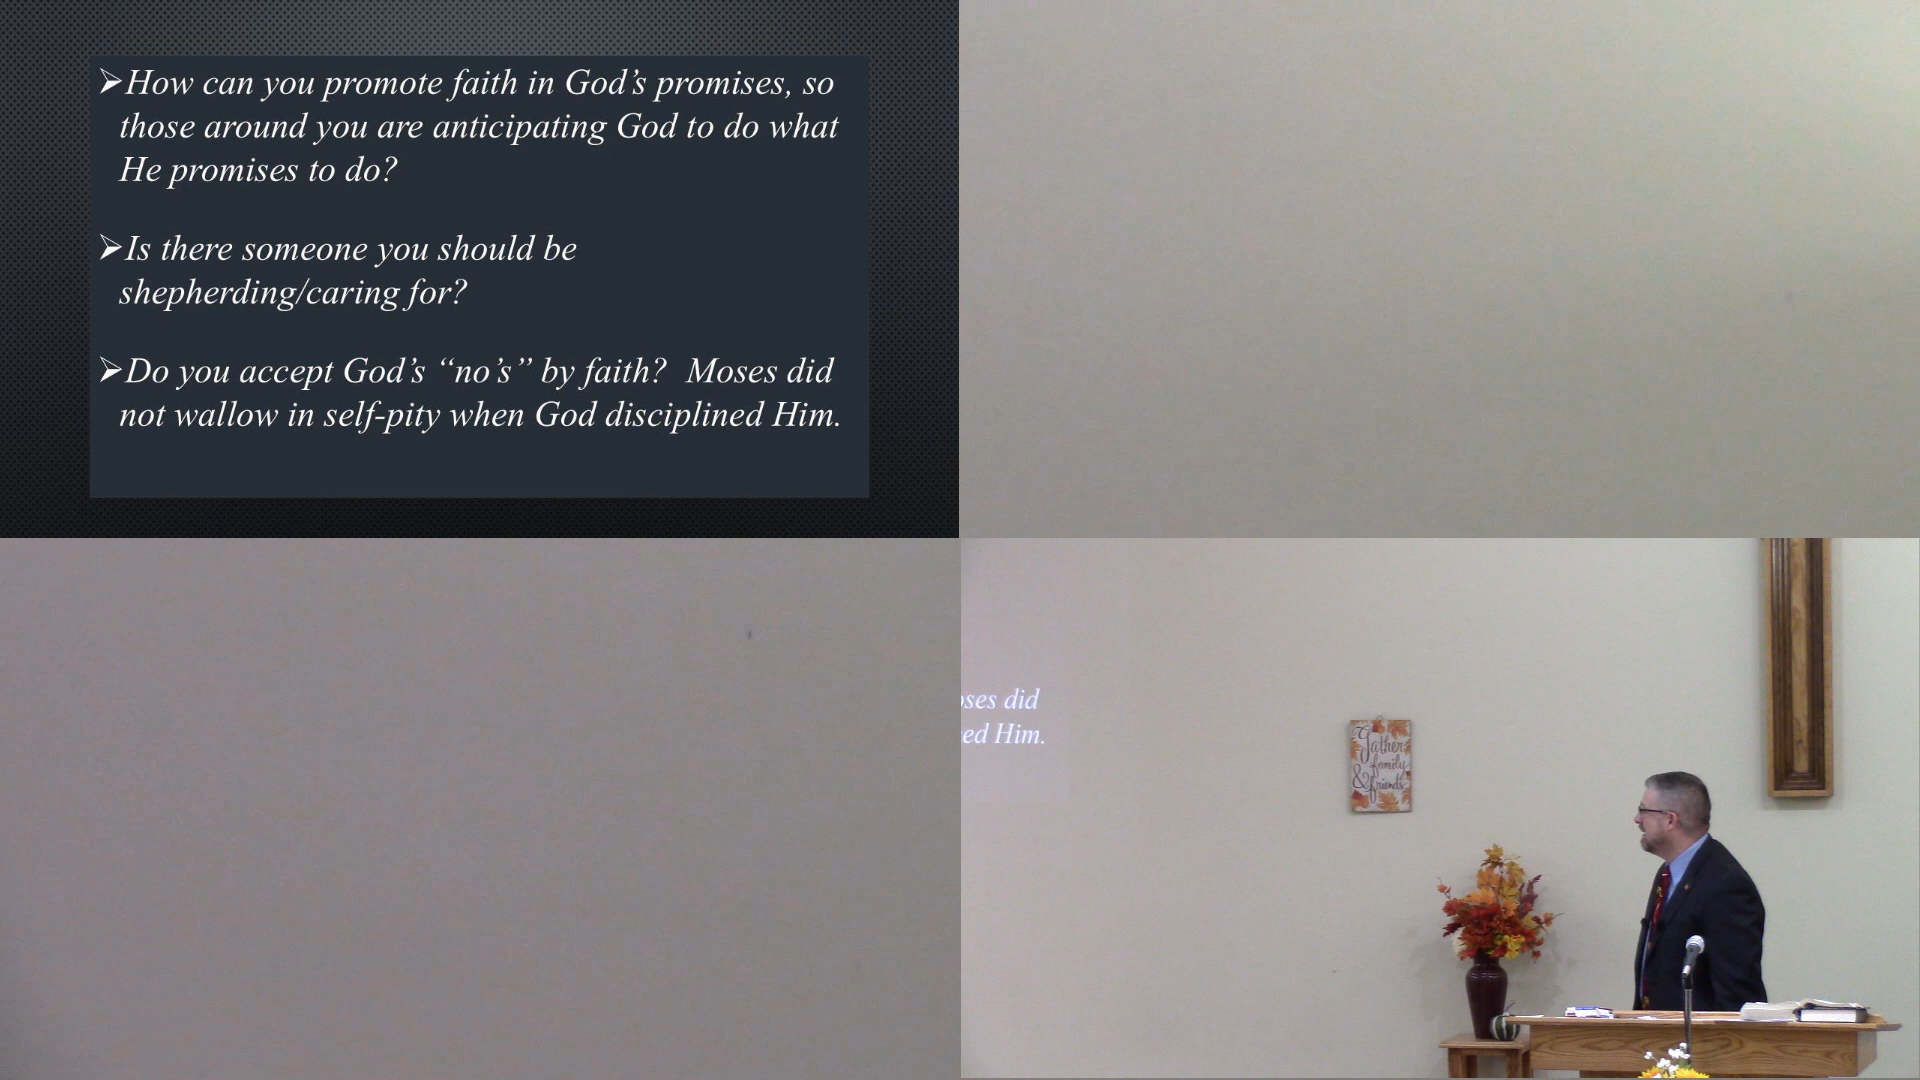 ➢How can you promote faith in God’s promises, so
those around you are anticipating God to do what
He promises to do?
➢Is there someone you should be
shepherding/caring for?
➢Do you accept God’s “no’s” by faith?  Moses did
not wallow in self-pity when God disciplined Him.
oses did
ed Him.
Gather
family
& friends